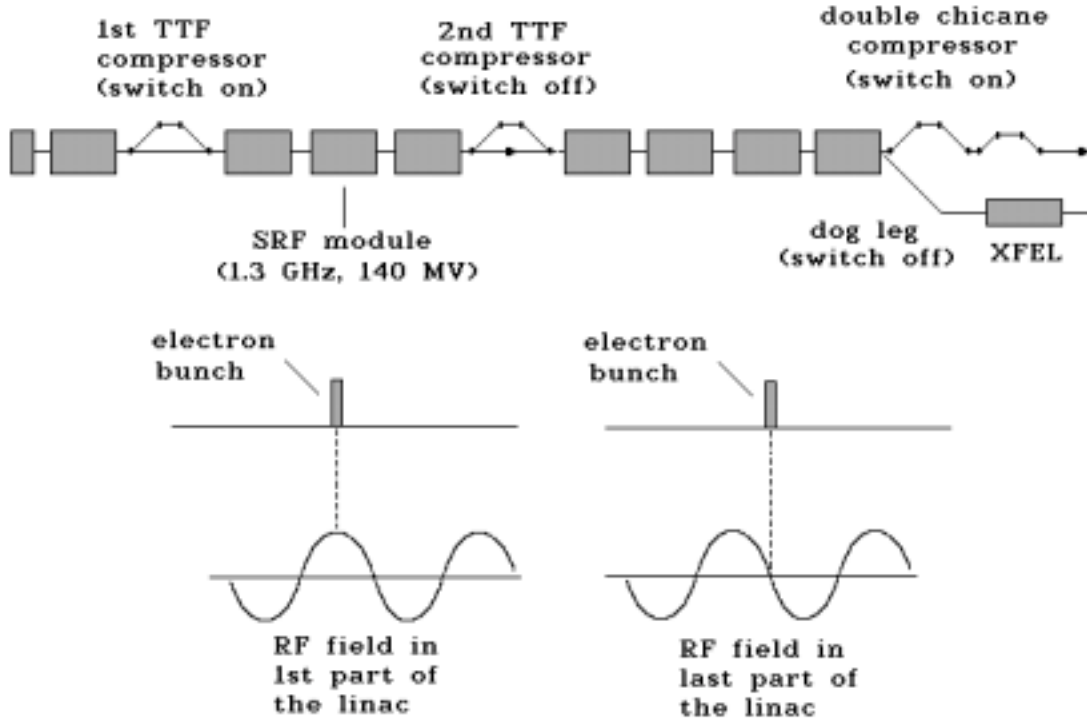 1st TTF
compressor
(switch on)
2nd TTF
compressor
(switch off)
double chicane
compressor
(switch on)
SRF module
(1.3 GHz, 140 MV)
dog leg
(switch off)
XFEL
electron
bunch
electron
bunch
RF field in
1st part of
the linac
RF field in
last part of
the linac